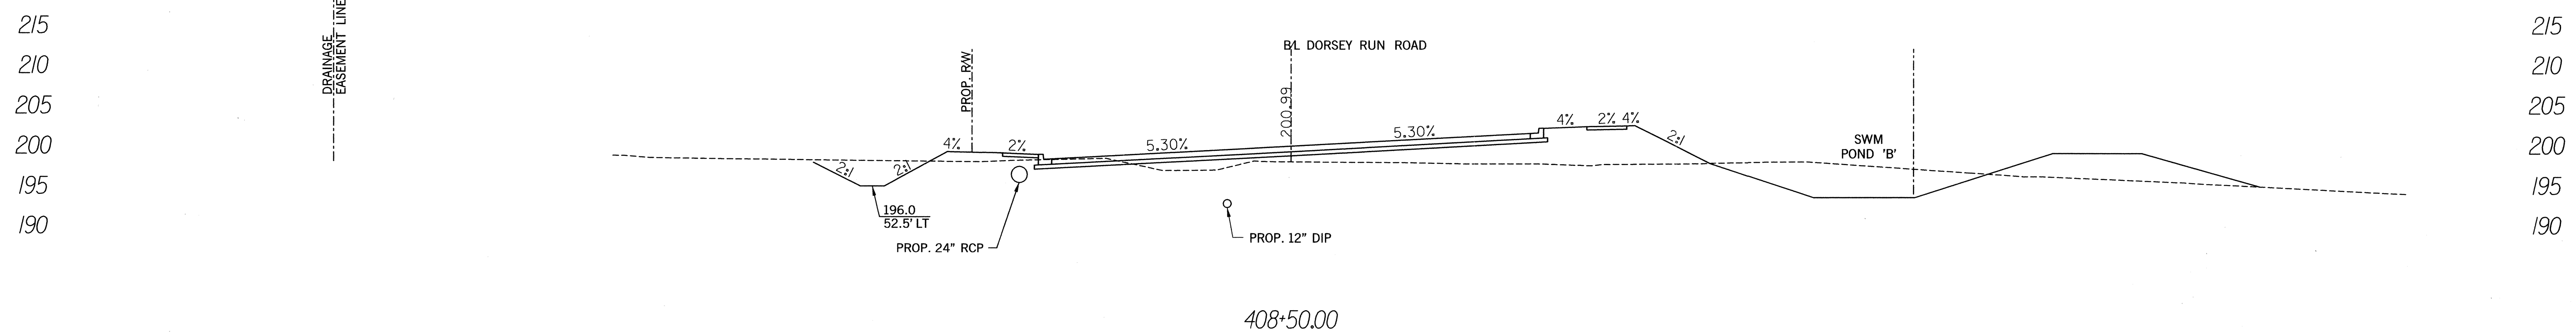 215
215
DRAINAGE
EASEMENT LINE
B/L DORSEY RUN ROAD
210
210
PROP. R/W
205
205
200.99
4% 2% 5.30% 5.30% 4% 2% 4%
200
200
2:1 2:1 2:1
SWM
POND 'B'
195
195
196.0
52.5' LT
190
190
PROP. 24" RCP
PROP. 12" DIP
408+50.00